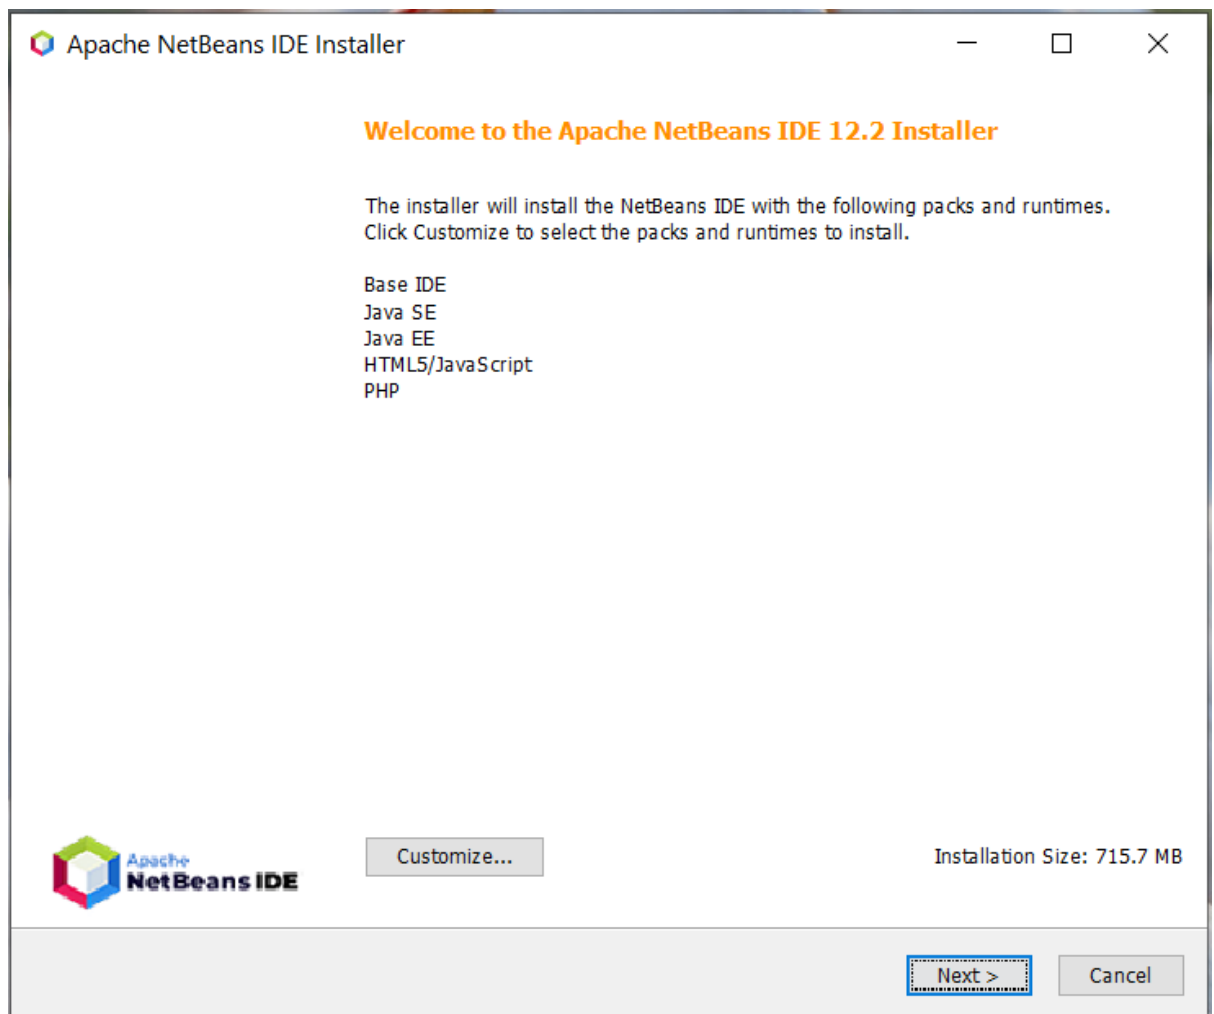 Apache NetBeans IDE Installer
Welcome to the Apache NetBeans IDE 12.2 Installer
The installer will install the NetBeans IDE with the following packs and runtimes.
Click Customize to select the packs and runtimes to install.
Base IDE
Java SE
Java EE
HTML5/JavaScript
PHP
Apache
NetBeans IDE
Customize...
Installation Size: 715.7 MB
Next >
Cancel